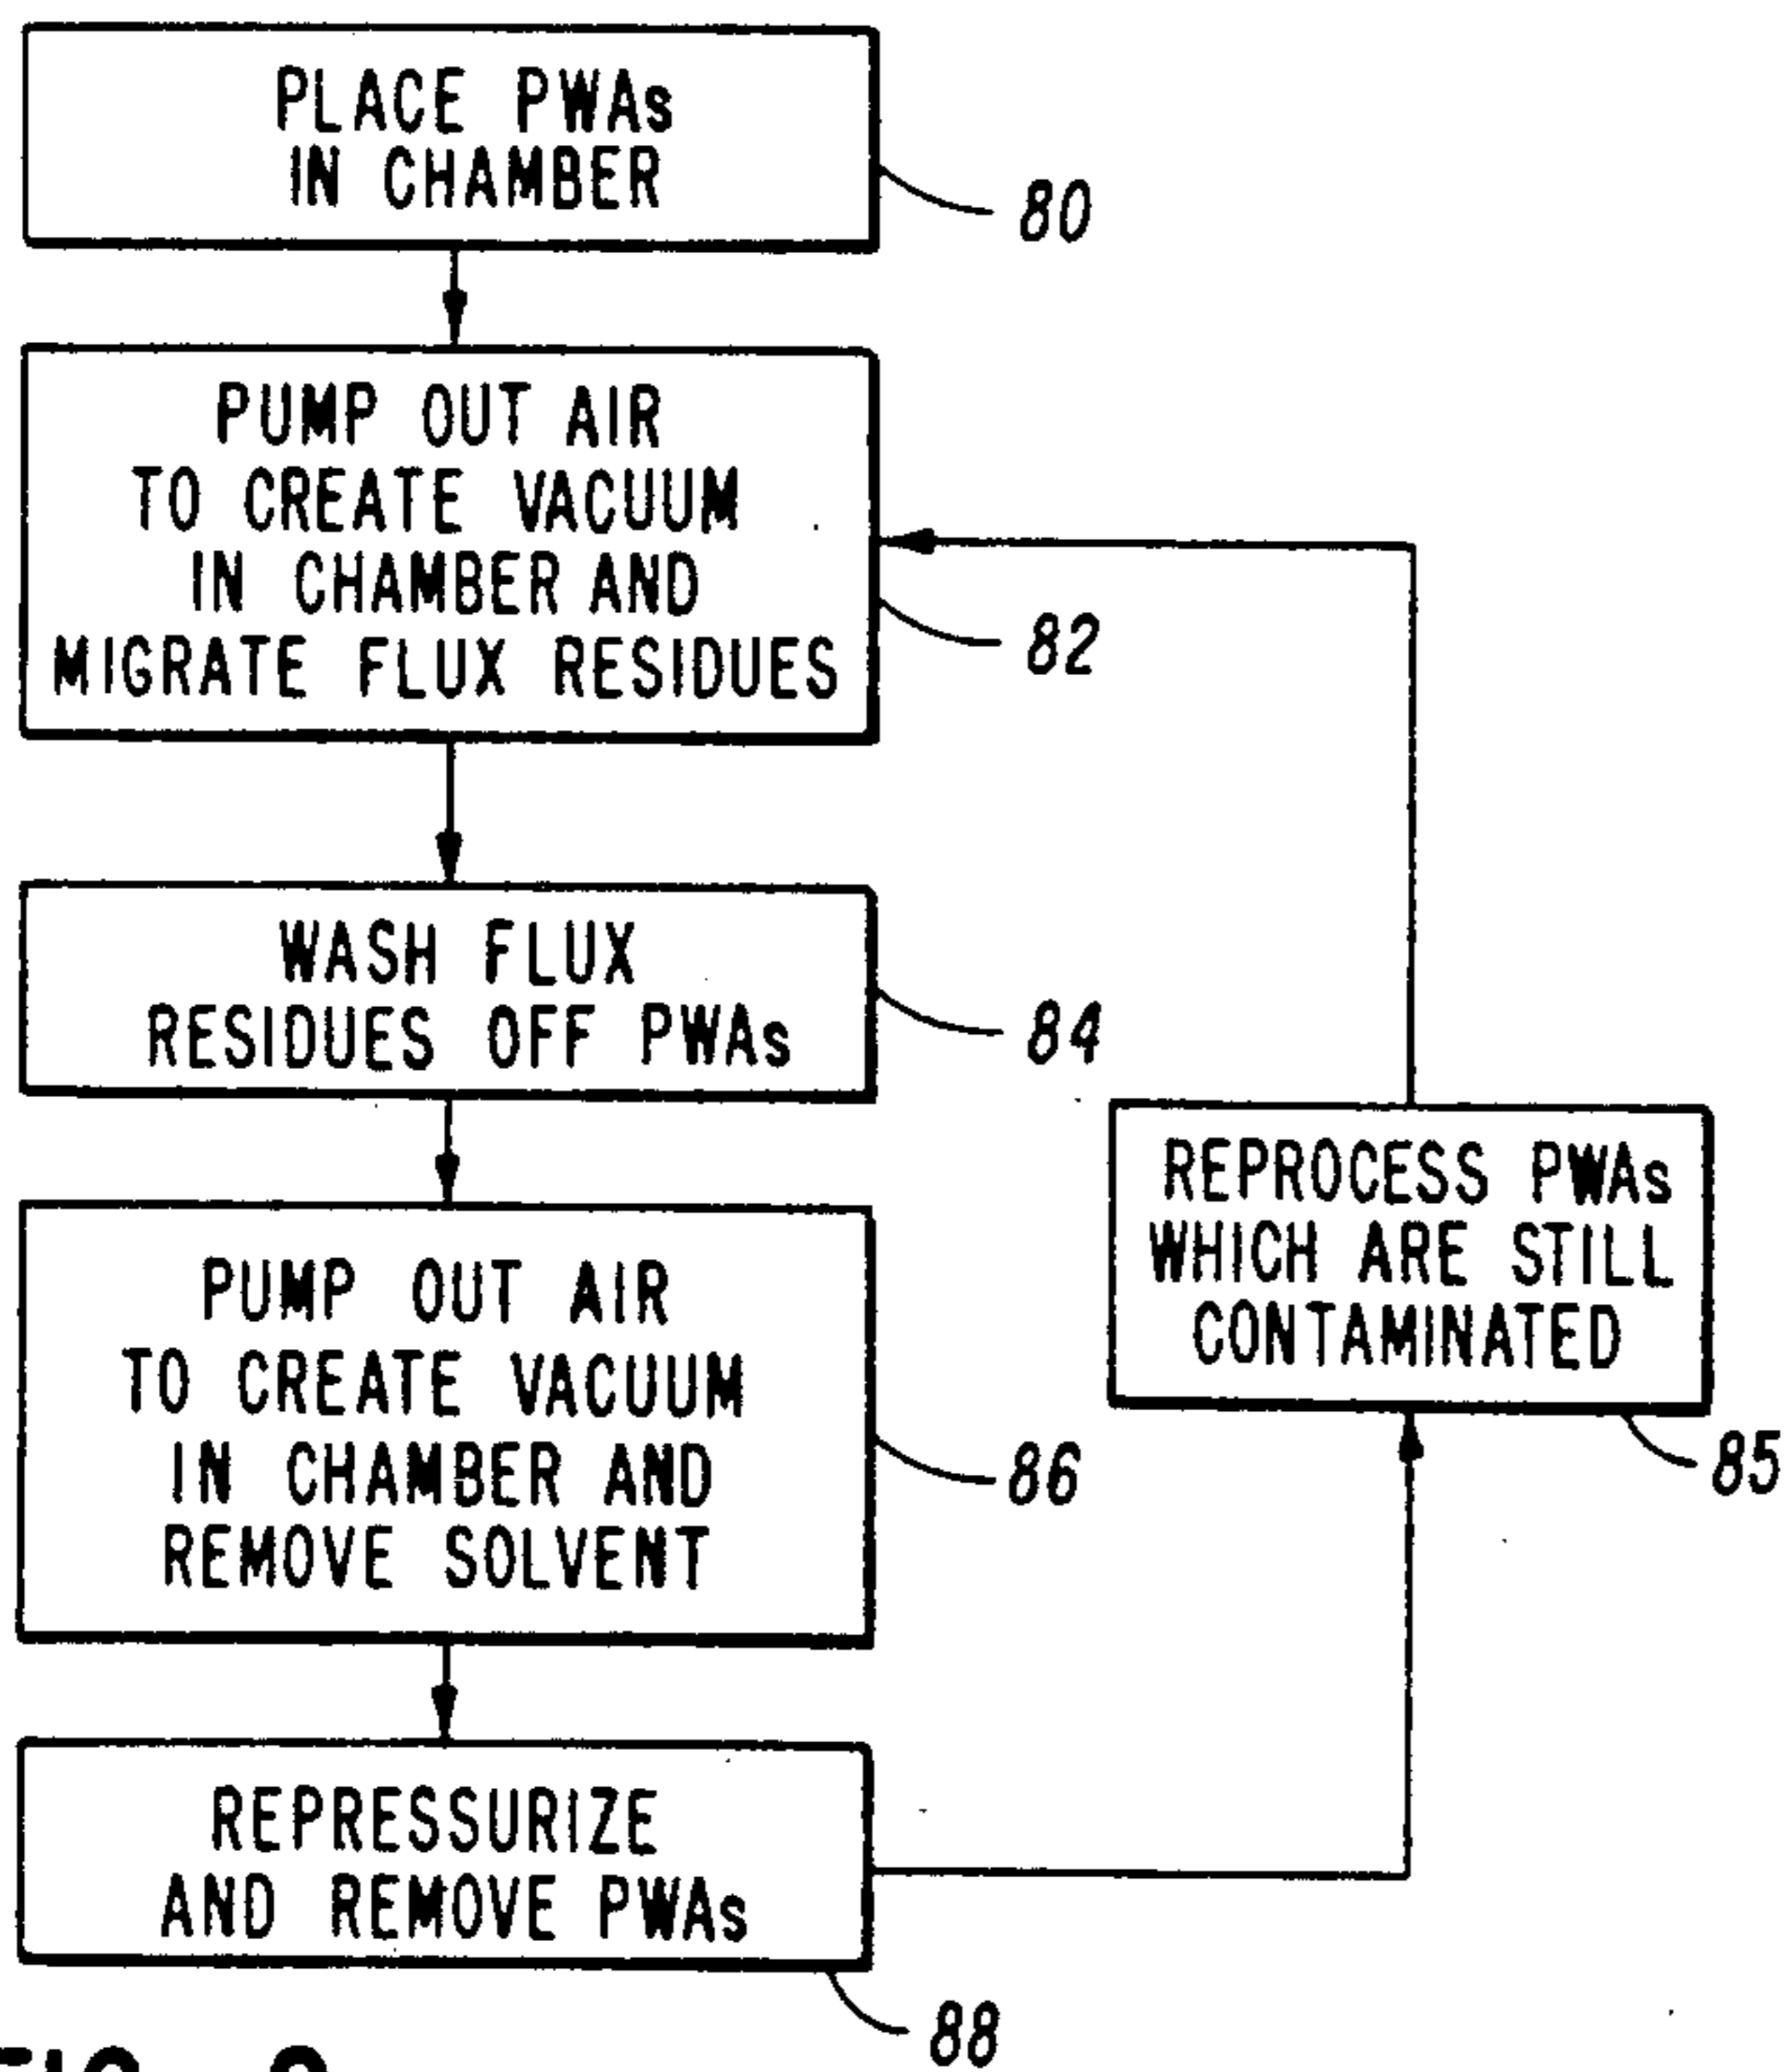 PLACE PWAs
IN CHAMBER
80
PUMP OUT AIR
TO CREATE VACUUM
IN CHAMBER AND
MIGRATE FLUX RESIDUES
82
WASH FLUX
RESIDUES OFF PWAs
84
PUMP OUT AIR
TO CREATE VACUUM
IN CHAMBER AND
REMOVE SOLVENT
86
REPROCESS PWAs
WHICH ARE STILL
CONTAMINATED
85
REPRESSURIZE
AND REMOVE PWAs
88